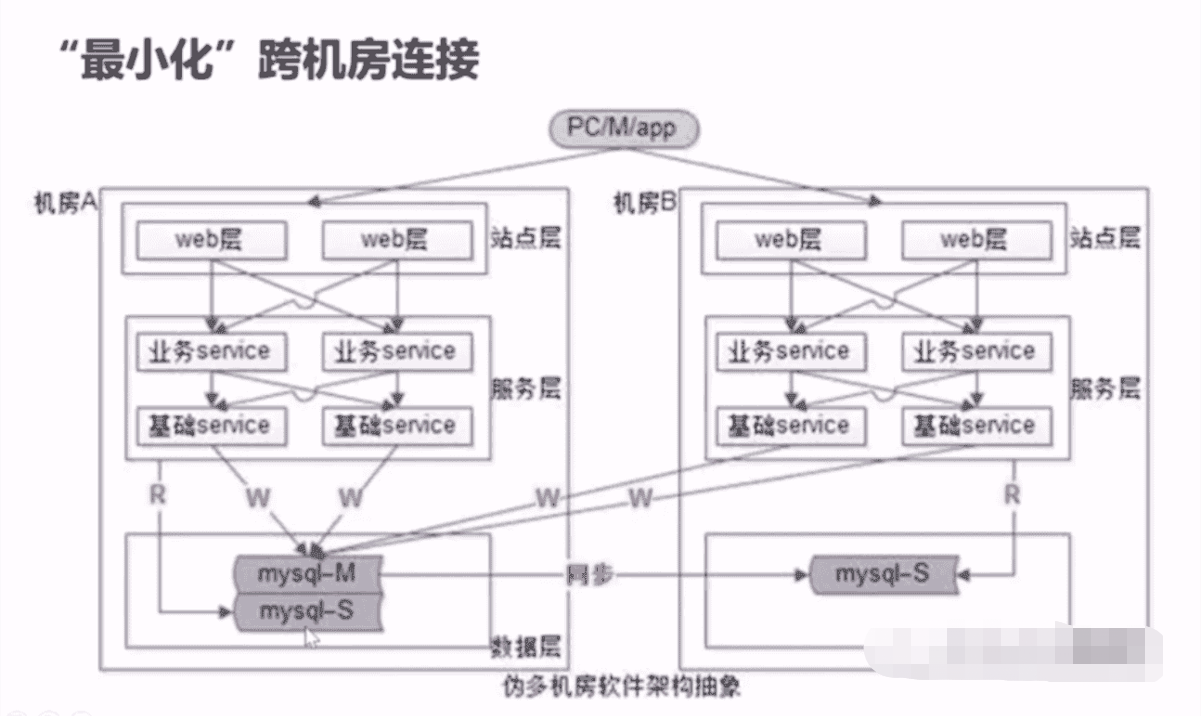 “最小化”跨机房连接
PC/M/app
机房A
机房B
web层
web层
站点层
web层
web层
站点层
业务service
业务service
业务service
业务service
服务层
服务层
基础service
基础service
基础service
基础service
R
W
W
W
W
R
mysql-M
同步
mysql-S
mysql-S
数据层
伪多机房软件架构抽象